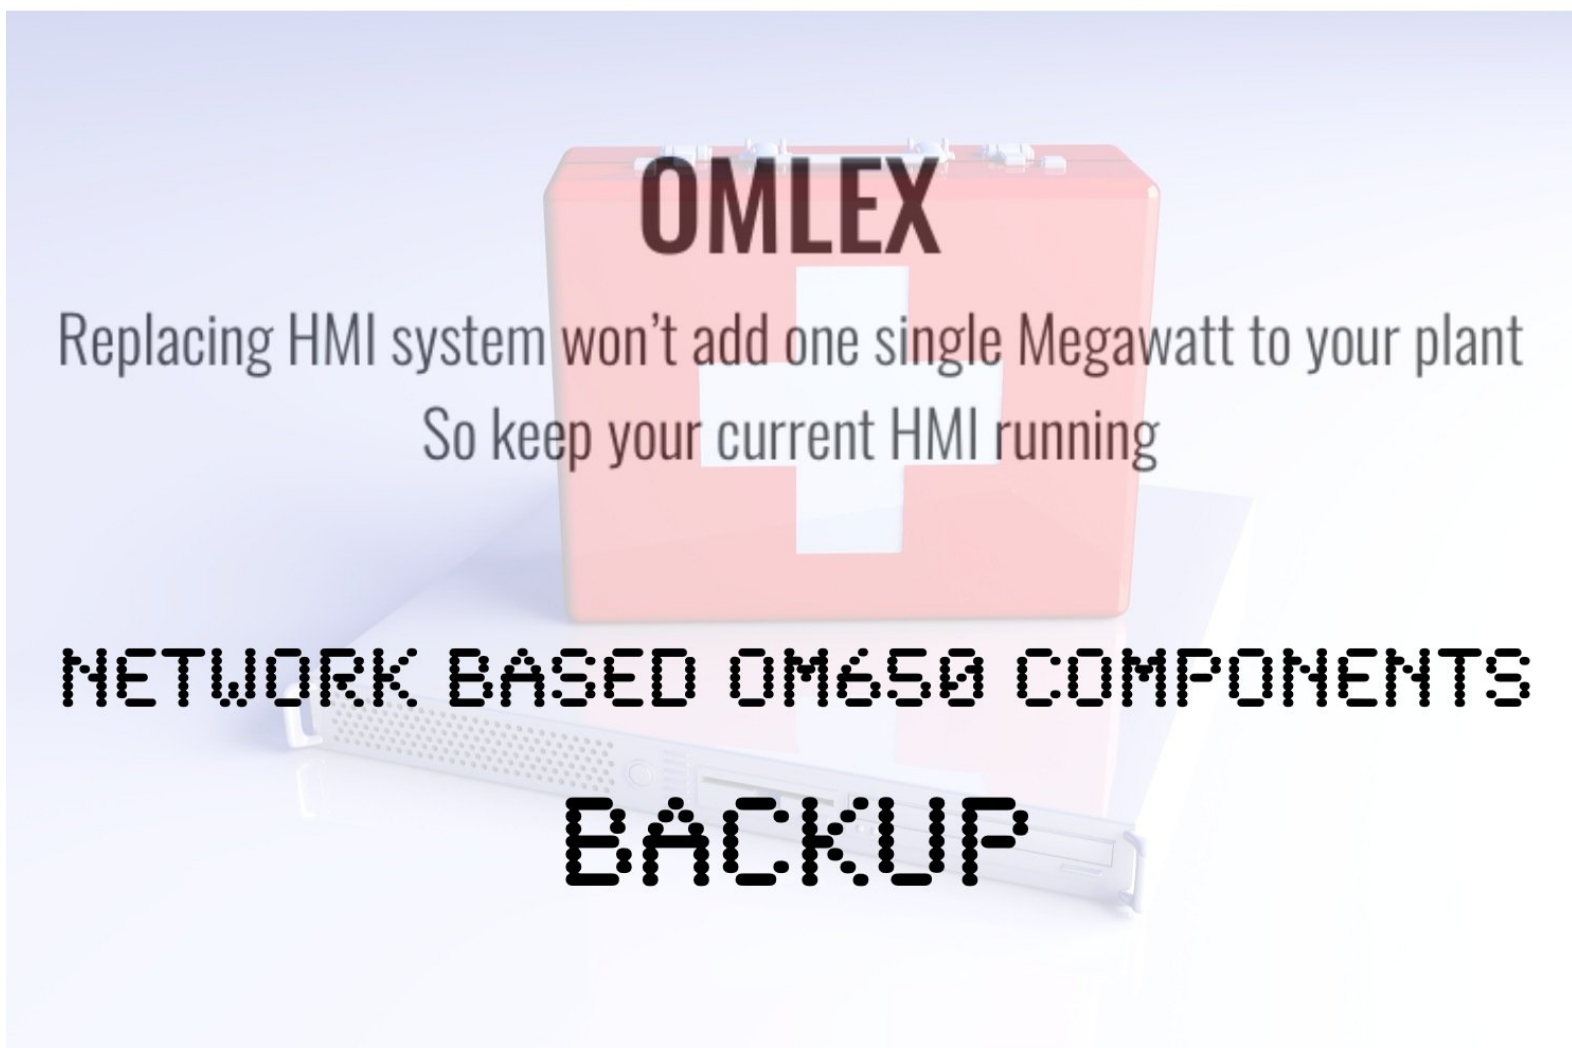 OMLEX
Replacing HMI system won’t add one single Megawatt to your plant
So keep your current HMI running
NETWORK BASED OM650 COMPONENTS
BACKUP